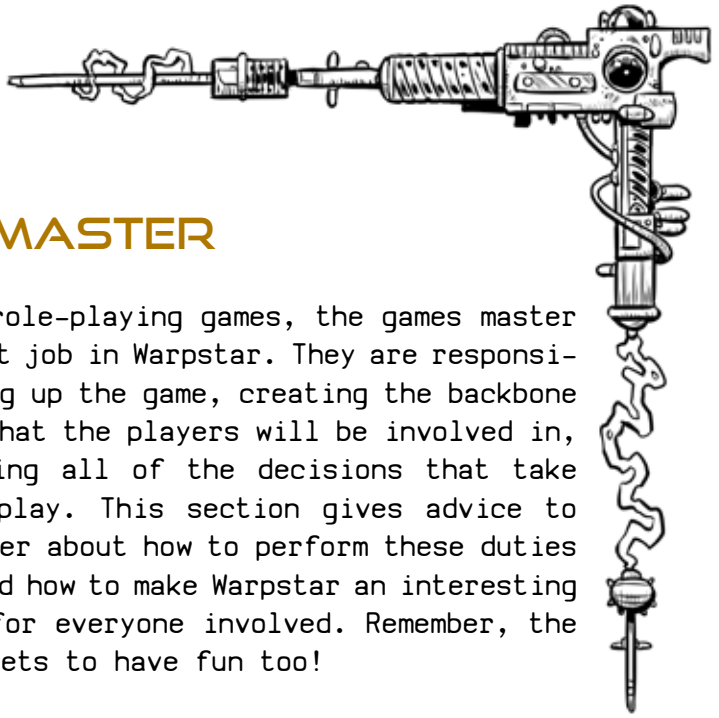 MASTER
role-playing games, the games master
t job in Warpstar. They are responsi-
g up the game, creating the backbone
hat the players will be involved in,
ing all of the decisions that take
play. This section gives advice to
er about how to perform these duties
d how to make Warpstar an interesting
for everyone involved. Remember, the
ets to have fun too!